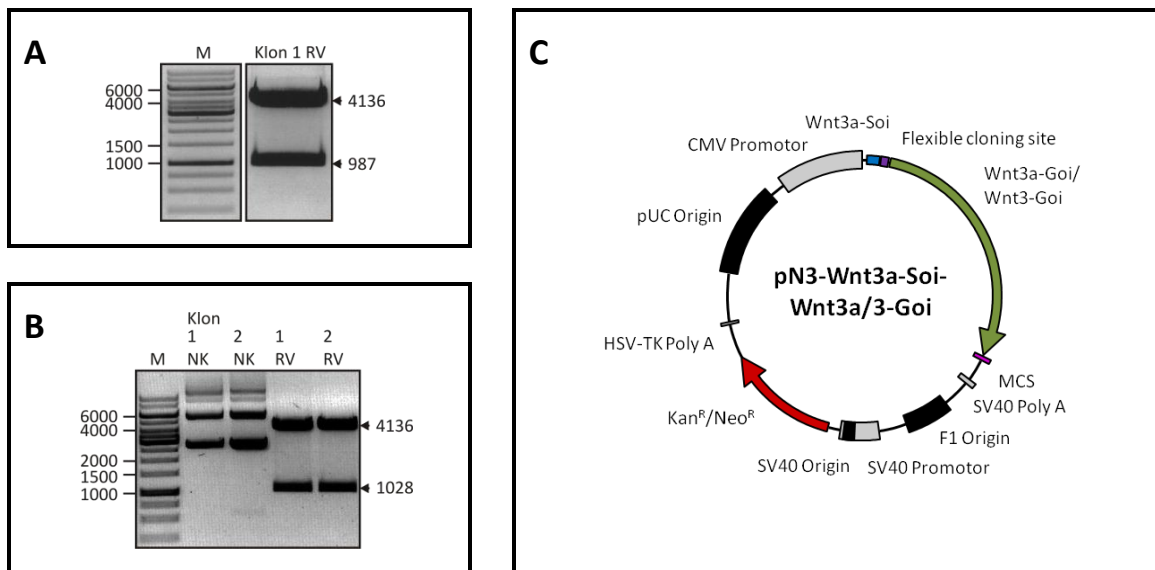 A
M Klon 1 RV
6000
4000
1500
1000
4136
987
B
Klon
1 2 1 2
M NK NK RV RV
6000
4000
2000
1500
1000
4136
1028
C
Wnt3a-Soi
CMV Promotor
Flexible cloning site
Wnt3a-Goi/
Wnt3-Goi
pUC Origin
pN3-Wnt3a-Soi-
Wnt3a/3-Goi
HSV-TK Poly A
MCS
SV40 Poly A
Kanᴿ/Neoᴿ
F1 Origin
SV40 Origin
SV40 Promotor